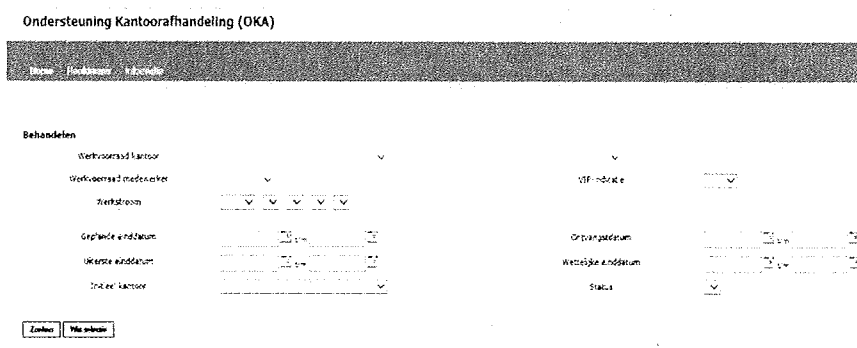 Ondersteuning Kantoorafhandeling (OKA)
Home
Behandelen
Werkvoorraad kantoor
Werkvoorraad medewerker VIP-indicatie
Werkstroom
Geplande einddatum t/m Ontvangstdatum t/m
Uiterste einddatum t/m Wettelijke einddatum t/m
Initieel kantoor Status
Zoeken Wis selectie